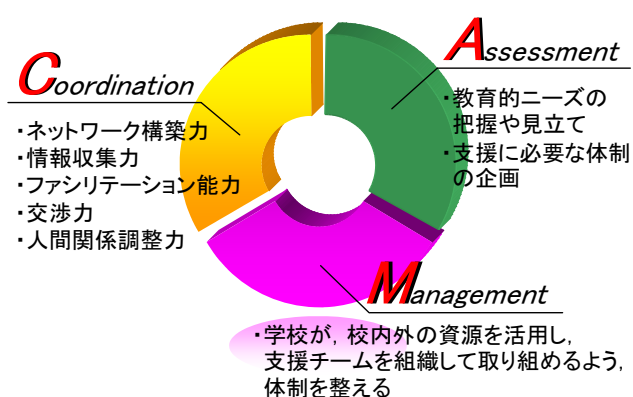 Coordination
・ネットワーク構築力
・情報収集力
・ファシリテーション能力
・交渉力
・人間関係調整力
Assessment
・教育的ニーズの
把握や見立て
・支援に必要な体制
の企画
Management
・学校が，校内外の資源を活用し，
支援チームを組織して取り組めるよう，
体制を整える